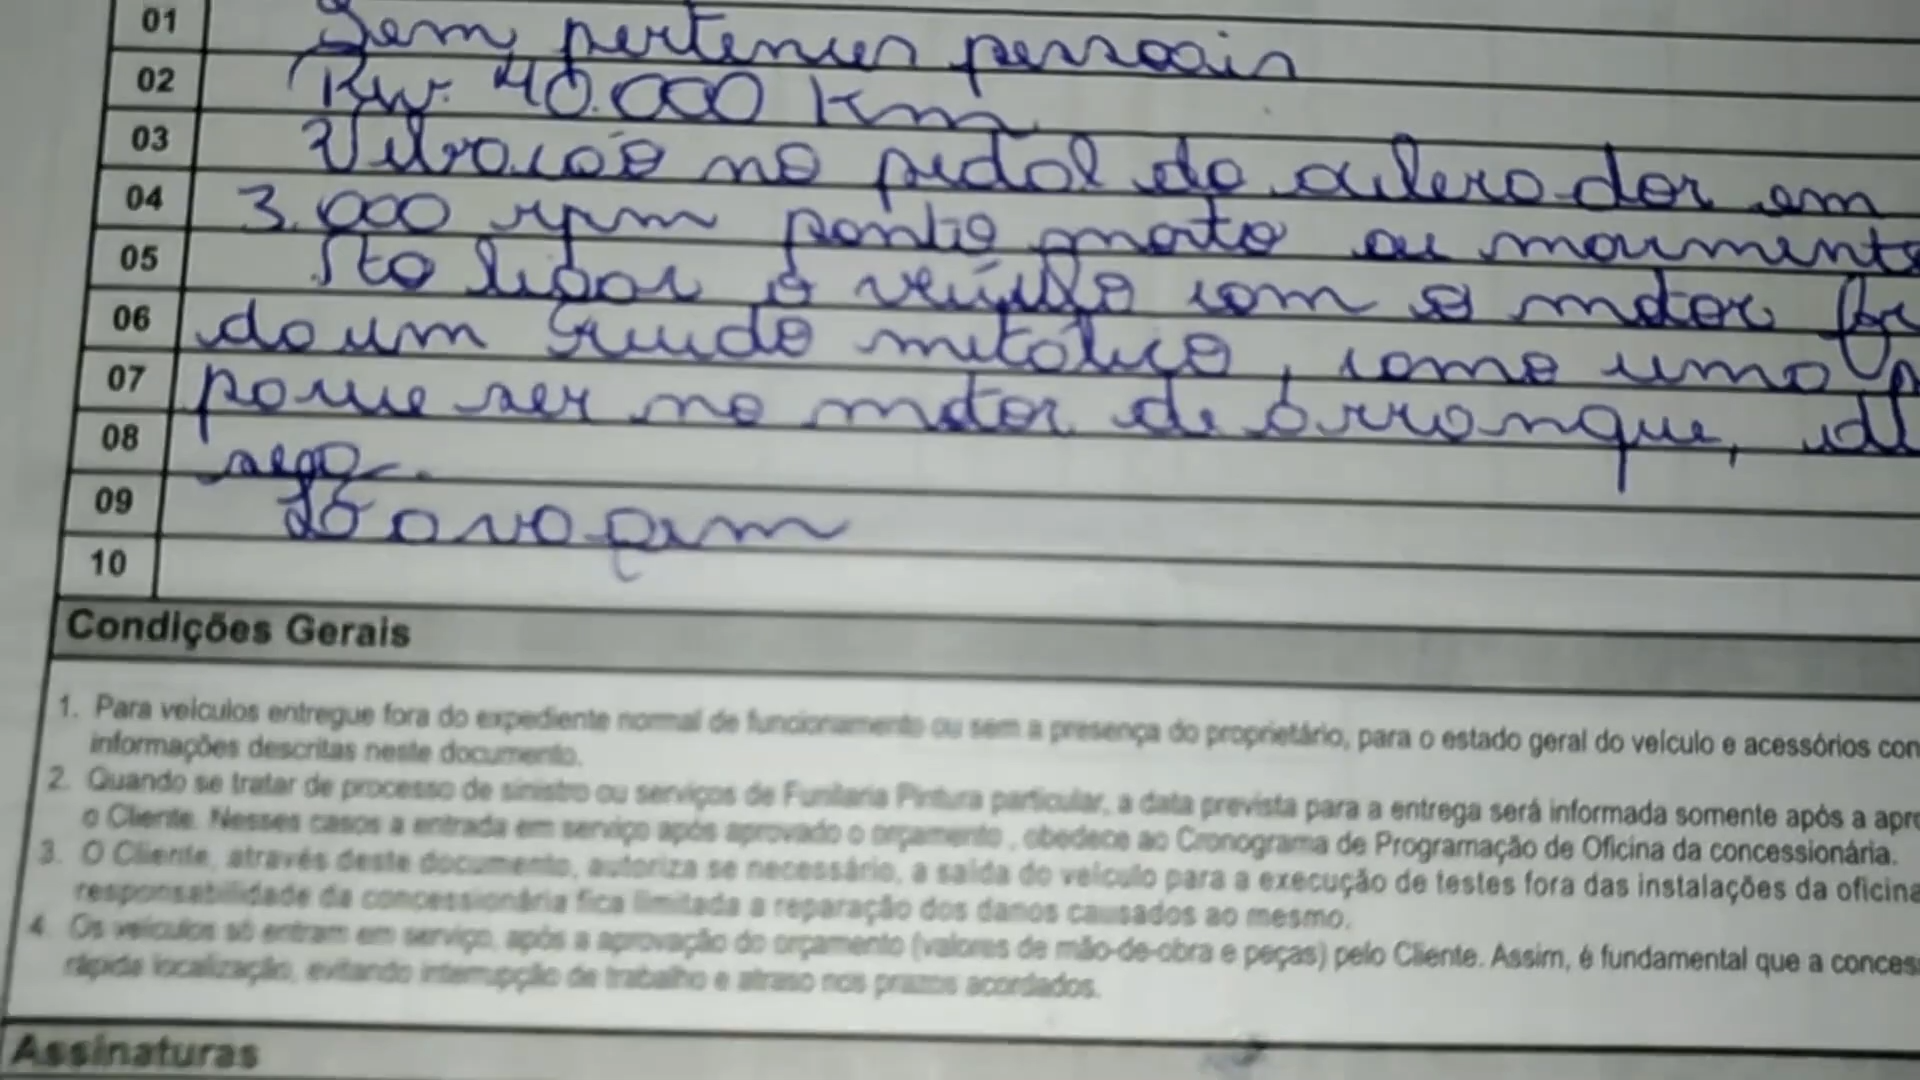 01 Sem pertences pessoais
02 Rev. 40.000 Km
03 Vibração no pedal do acelerador em
04 3.000 rpm ponto morto ou movimento
05 Ao ligar o veículo com o motor
06 do um ruído metálico, como uma
07 parece ser no motor de arranque,
08
09 Lavagem
10
Condições Gerais
1. Para veículos entregue fora do expediente normal de funcionamento ou sem a presença do proprietário, para o estado geral do veículo e acessórios con
informações descritas neste documento.
2. Quando se tratar de processo de sinistro ou serviços de Funilaria Pintura particular, a data prevista para a entrega será informada somente após a apro
o Cliente. Nesses casos a entrada em serviço após aprovado o orçamento , obedece ao Cronograma de Programação de Oficina da concessionária.
3. O Cliente, através deste documento, autoriza se necessário, a saída do veículo para a execução de testes fora das instalações da oficina
responsabilidade da concessionária fica limitada a reparação dos danos causados ao mesmo.
4. Os veículos só entram em serviço, após a aprovação do orçamento (valores de mão-de-obra e peças) pelo Cliente. Assim, é fundamental que a conces
rápida localização, evitando interrupção de trabalho e atraso nos prazos acordados.
Assinaturas